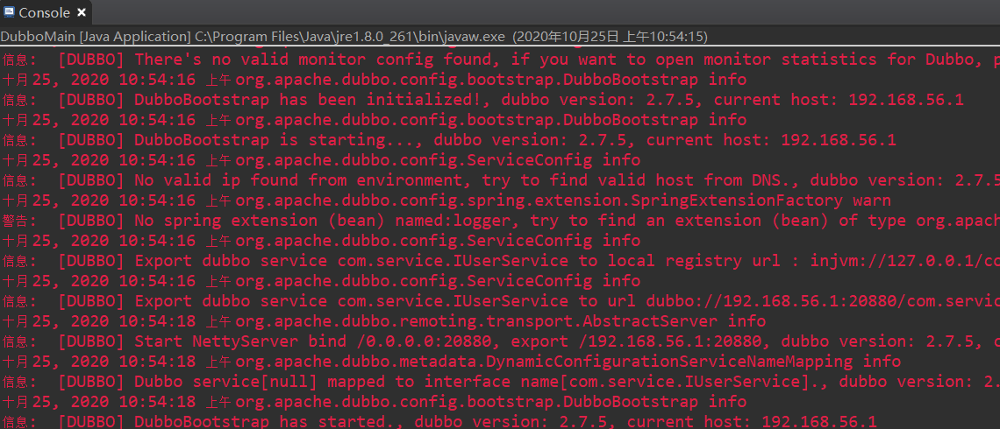 Console
DubboMain [Java Application] C:\Program Files\Java\jre1.8.0_261\bin\javaw.exe (2020年10月25日 上午10:54:15)
信息: [DUBBO] There's no valid monitor config found, if you want to open monitor statistics for Dubbo, p
十月 25, 2020 10:54:16 上午 org.apache.dubbo.config.bootstrap.DubboBootstrap info
信息: [DUBBO] DubboBootstrap has been initialized!, dubbo version: 2.7.5, current host: 192.168.56.1
十月 25, 2020 10:54:16 上午 org.apache.dubbo.config.bootstrap.DubboBootstrap info
信息: [DUBBO] DubboBootstrap is starting..., dubbo version: 2.7.5, current host: 192.168.56.1
十月 25, 2020 10:54:16 上午 org.apache.dubbo.config.ServiceConfig info
信息: [DUBBO] No valid ip found from environment, try to find valid host from DNS., dubbo version: 2.7.5
十月 25, 2020 10:54:16 上午 org.apache.dubbo.config.spring.extension.SpringExtensionFactory warn
警告: [DUBBO] No spring extension (bean) named:logger, try to find an extension (bean) of type org.apach
十月 25, 2020 10:54:16 上午 org.apache.dubbo.config.ServiceConfig info
信息: [DUBBO] Export dubbo service com.service.IUserService to local registry url : injvm://127.0.0.1/co
十月 25, 2020 10:54:16 上午 org.apache.dubbo.config.ServiceConfig info
信息: [DUBBO] Export dubbo service com.service.IUserService to url dubbo://192.168.56.1:20880/com.servic
十月 25, 2020 10:54:18 上午 org.apache.dubbo.remoting.transport.AbstractServer info
信息: [DUBBO] Start NettyServer bind /0.0.0.0:20880, export /192.168.56.1:20880, dubbo version: 2.7.5, c
十月 25, 2020 10:54:18 上午 org.apache.dubbo.metadata.DynamicConfigurationServiceNameMapping info
信息: [DUBBO] Dubbo service[null] mapped to interface name[com.service.IUserService]., dubbo version: 2.
十月 25, 2020 10:54:18 上午 org.apache.dubbo.config.bootstrap.DubboBootstrap info
信息: [DUBBO] DubboBootstrap has started., dubbo version: 2.7.5, current host: 192.168.56.1